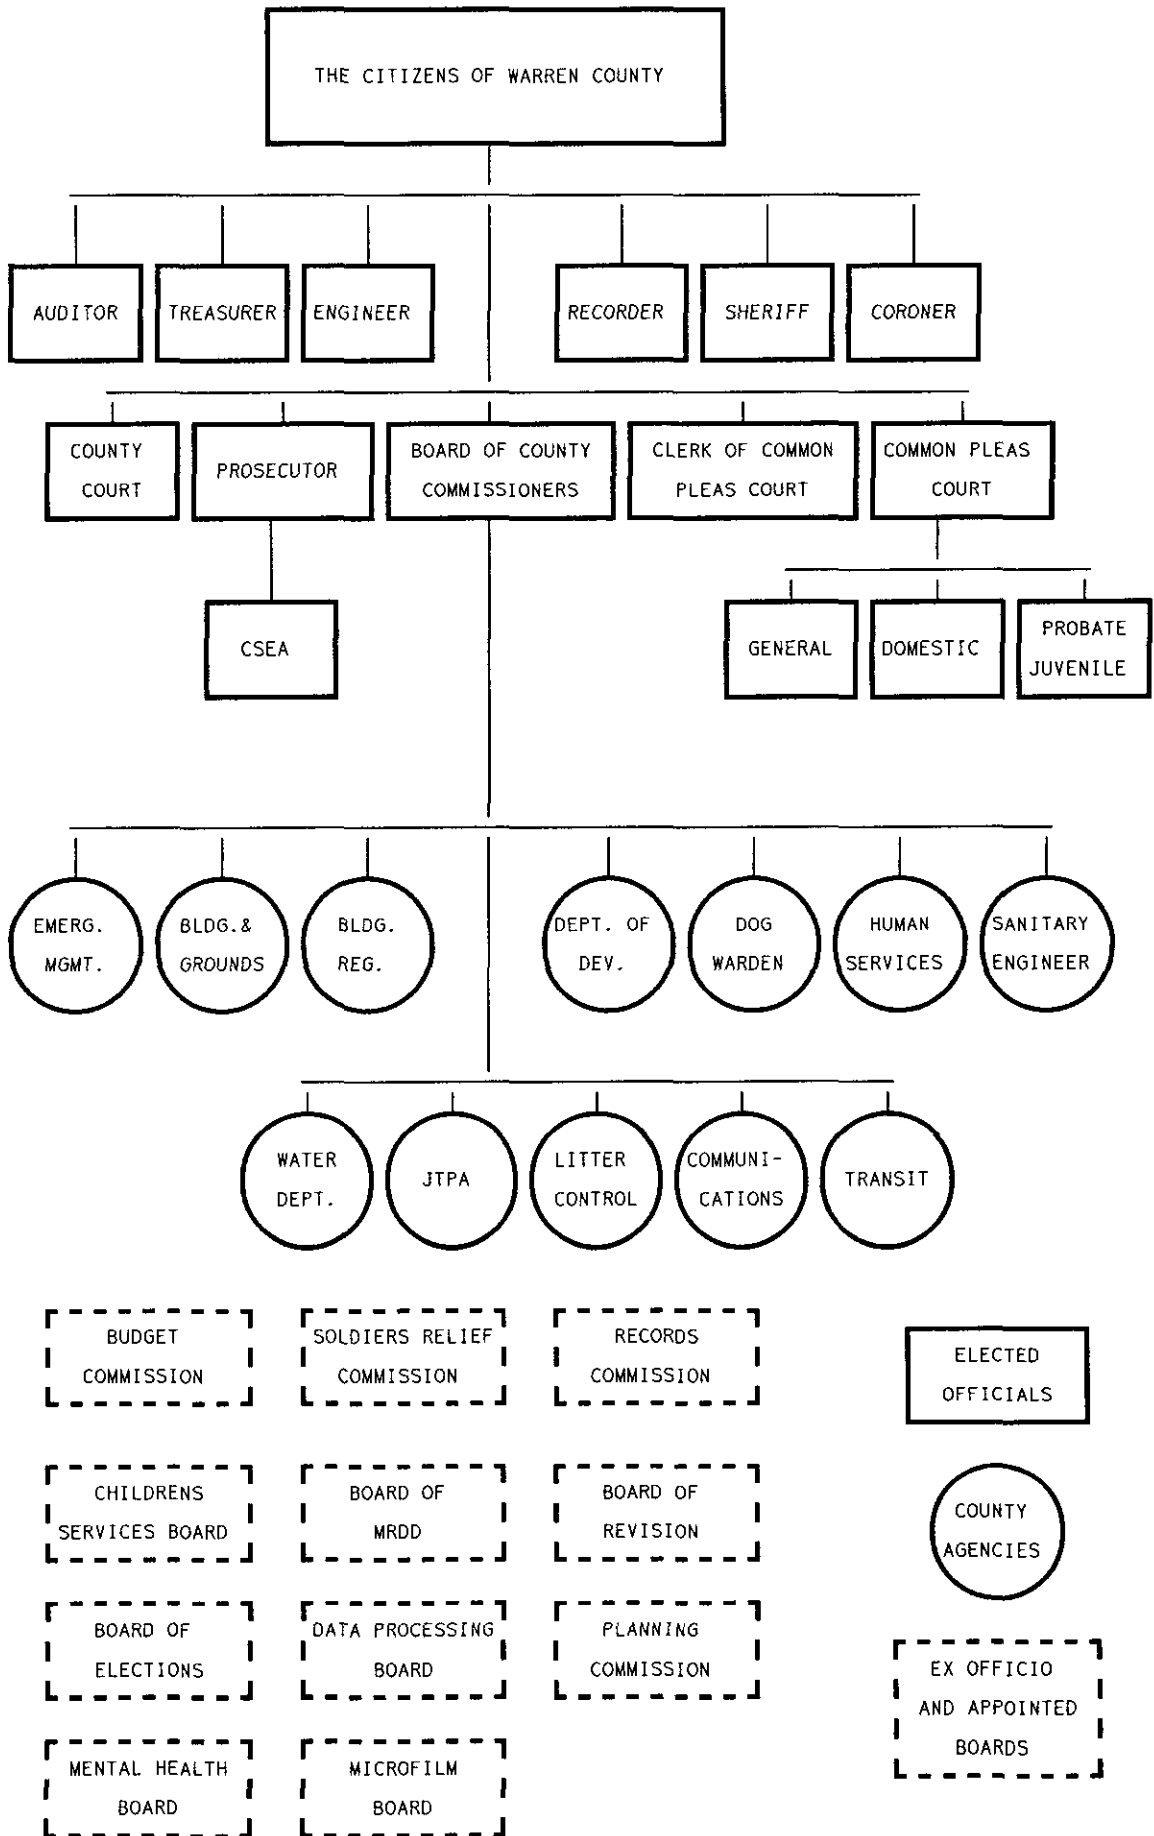 THE CITIZENS OF WARREN COUNTY
AUDITOR
TREASURER
ENGINEER
RECORDER
SHERIFF
CORONER
COUNTY
COURT
PROSECUTOR
BOARD OF COUNTY
COMMISSIONERS
CLERK OF COMMON
PLEAS COURT
COMMON PLEAS
COURT
CSEA
GENERAL
DOMESTIC
PROBATE
JUVENILE
EMERG.
MGMT.
BLDG.&
GROUNDS
BLDG.
REG.
DEPT. OF
DEV.
DOG
WARDEN
HUMAN
SERVICES
SANITARY
ENGINEER
WATER
DEPT.
JTPA
LITTER
CONTROL
COMMUNI-
CATIONS
TRANSIT
BUDGET
COMMISSION
SOLDIERS RELIEF
COMMISSION
RECORDS
COMMISSION
ELECTED
OFFICIALS
CHILDRENS
SERVICES BOARD
BOARD OF
MRDD
BOARD OF
REVISION
COUNTY
AGENCIES
BOARD OF
ELECTIONS
DATA PROCESSING
BOARD
PLANNING
COMMISSION
EX OFFICIO
AND APPOINTED
BOARDS
MENTAL HEALTH
BOARD
MICROFILM
BOARD